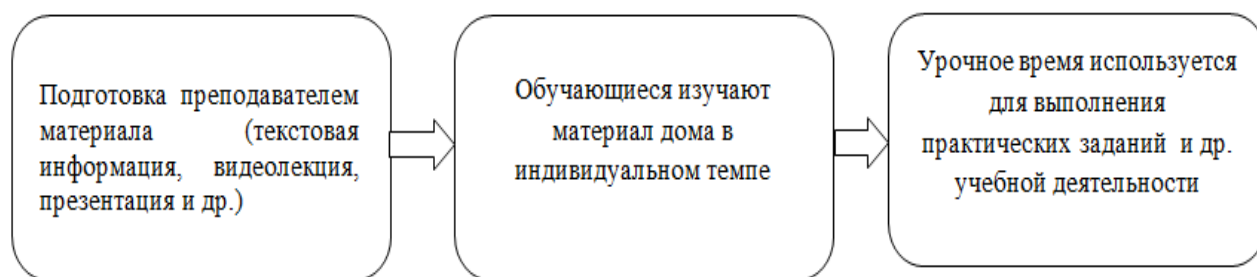 Подготовка преподавателем
материала (текстовая
информация, видеолекция,
презентация и др.)
Обучающиеся изучают
материал дома в
индивидуальном темпе
Урочное время используется
для выполнения
практических заданий и др.
учебной деятельности